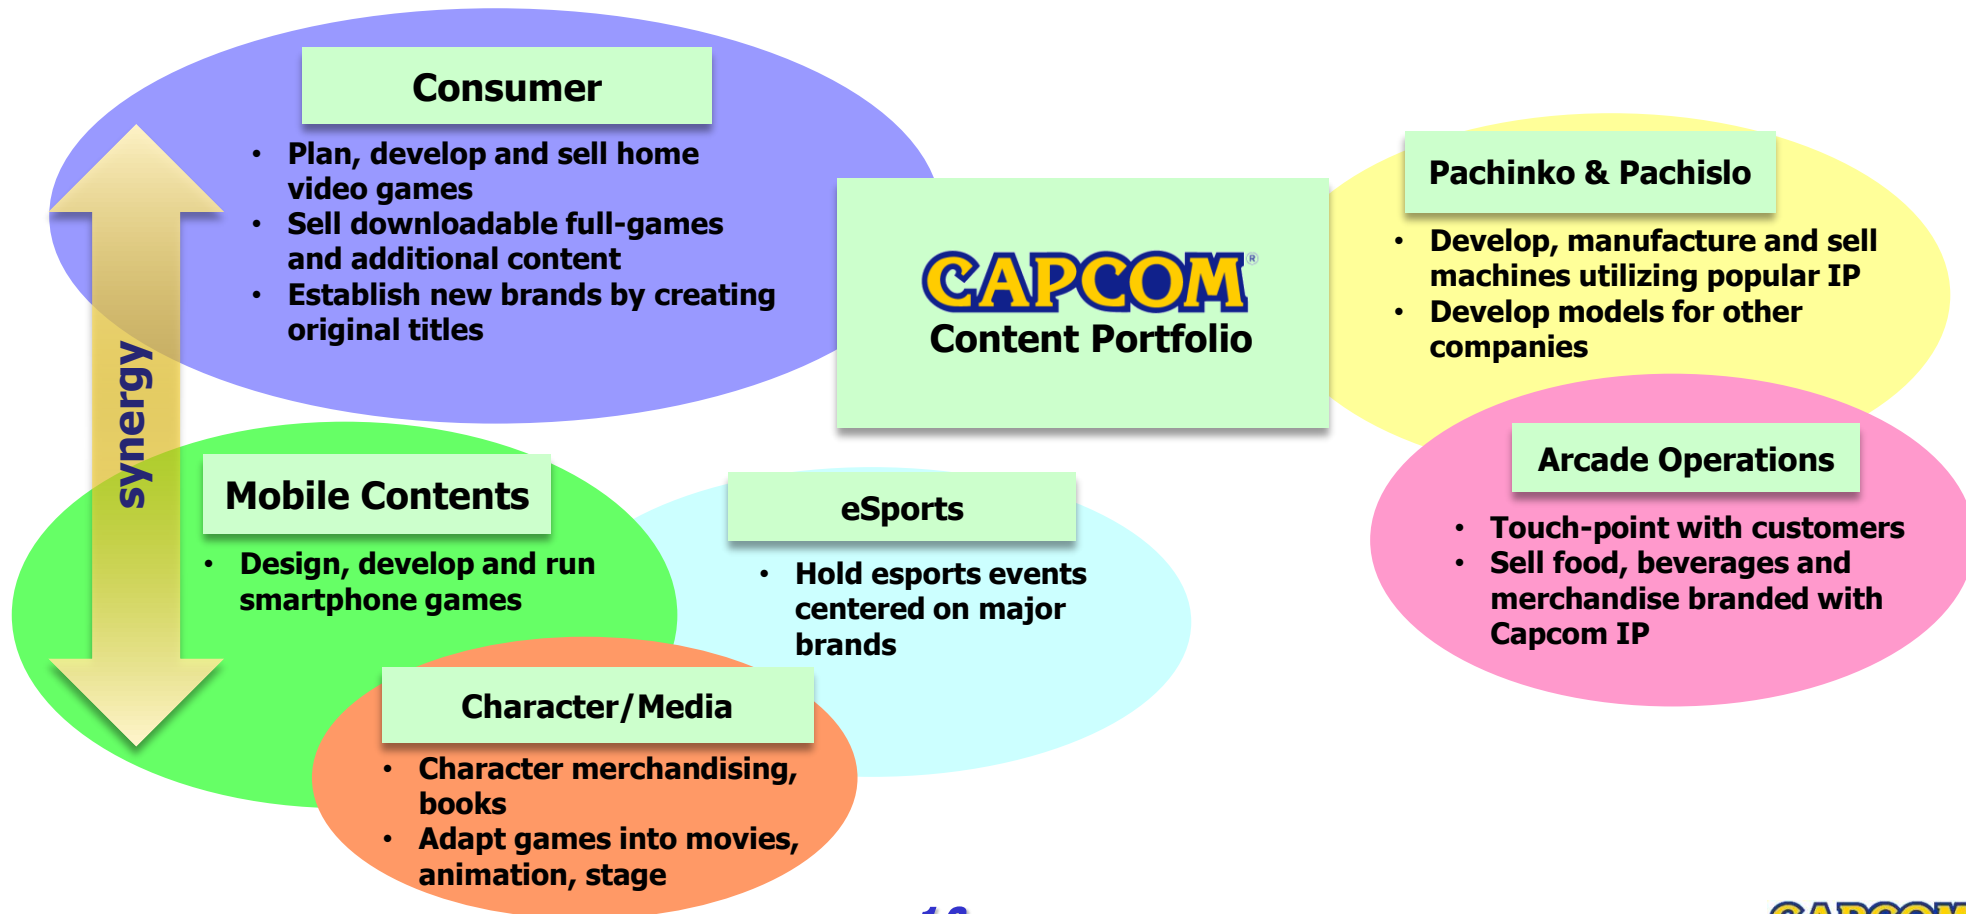 Consumer
• Plan, develop and sell home
video games
• Sell downloadable full-games
and additional content
• Establish new brands by creating
original titles
synergy
CAPCOM®
Content Portfolio
Pachinko & Pachislo
• Develop, manufacture and sell
machines utilizing popular IP
• Develop models for other
companies
Arcade Operations
• Touch-point with customers
• Sell food, beverages and
merchandise branded with
Capcom IP
Mobile Contents
• Design, develop and run
smartphone games
eSports
• Hold esports events
centered on major
brands
Character/Media
• Character merchandising,
books
• Adapt games into movies,
animation, stage
CAPCOM